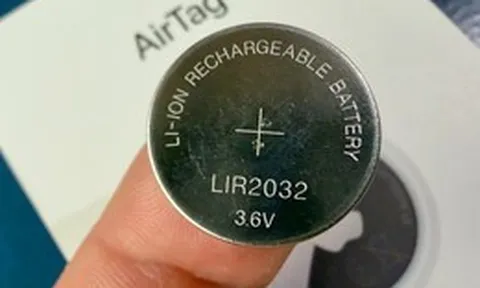 AirTag
LI-ION RECHARGEABLE BATTERY
LIR2032
3.6V